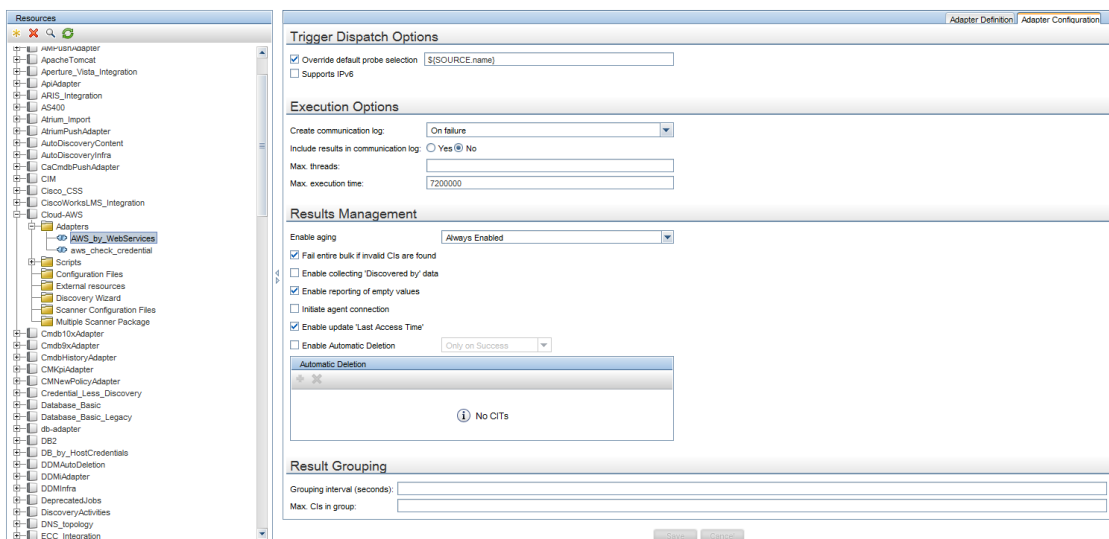 Resources
AMPushAdapter
ApacheTomcat
Aperture_Vista_Integration
ApiAdapter
ARIS_Integration
AS400
Atrium_Import
AtriumPushAdapter
AutoDiscoveryContent
AutoDiscoveryInfra
CaCmdbPushAdapter
CIM
Cisco_CSS
CiscoWorksLMS_Integration
Cloud-AWS
Adapters
AWS_by_WebServices
aws_check_credential
Scripts
Configuration Files
External resources
Discovery Wizard
Scanner Configuration Files
Multiple Scanner Package
Cmdb10xAdapter
Cmdb9xAdapter
CmdbHistoryAdapter
CMKpiAdapter
CMNewPolicyAdapter
Credential_Less_Discovery
Database_Basic
Database_Basic_Legacy
db-adapter
DB2
DB_by_HostCredentials
DDMAutoDeletion
DDMiAdapter
DDMInfra
DeprecatedJobs
DiscoveryActivities
DNS_topology
ECC_Integration
Adapter Definition Adapter Configuration
Trigger Dispatch Options
Override default probe selection ${SOURCE.name}
Supports IPv6
Execution Options
Create communication log: On failure
Include results in communication log: Yes No
Max. threads:
Max. execution time: 7200000
Results Management
Enable aging Always Enabled
Fail entire bulk if invalid CIs are found
Enable collecting 'Discovered by' data
Enable reporting of empty values
Initiate agent connection
Enable update 'Last Access Time'
Enable Automatic Deletion Only on Success
Automatic Deletion
No CITs
Result Grouping
Grouping interval (seconds):
Max. CIs in group:
Save Cancel